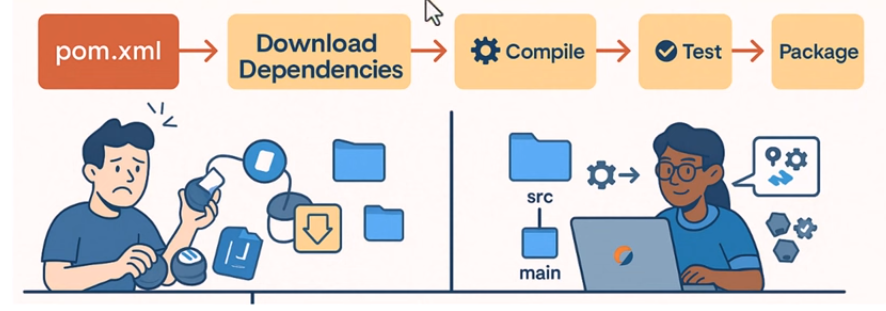 pom.xml
Download
Dependencies
Compile
Test
Package
src
main